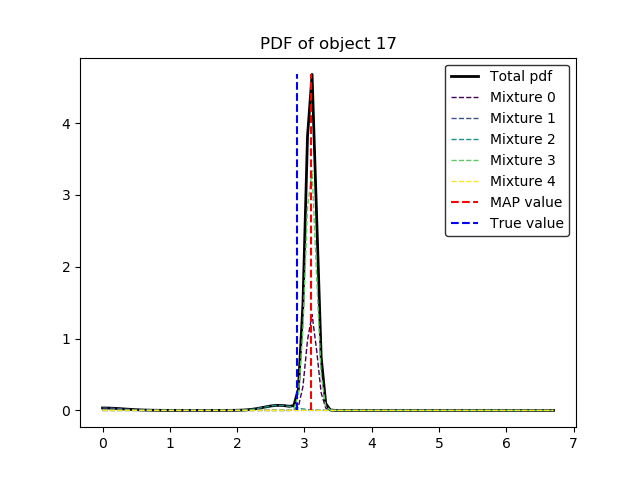 PDF of object 17
Total pdf
Mixture 0
Mixture 1
Mixture 2
Mixture 3
Mixture 4
MAP value
True value
4
3
2
1
0
0 1 2 3 4 5 6 7